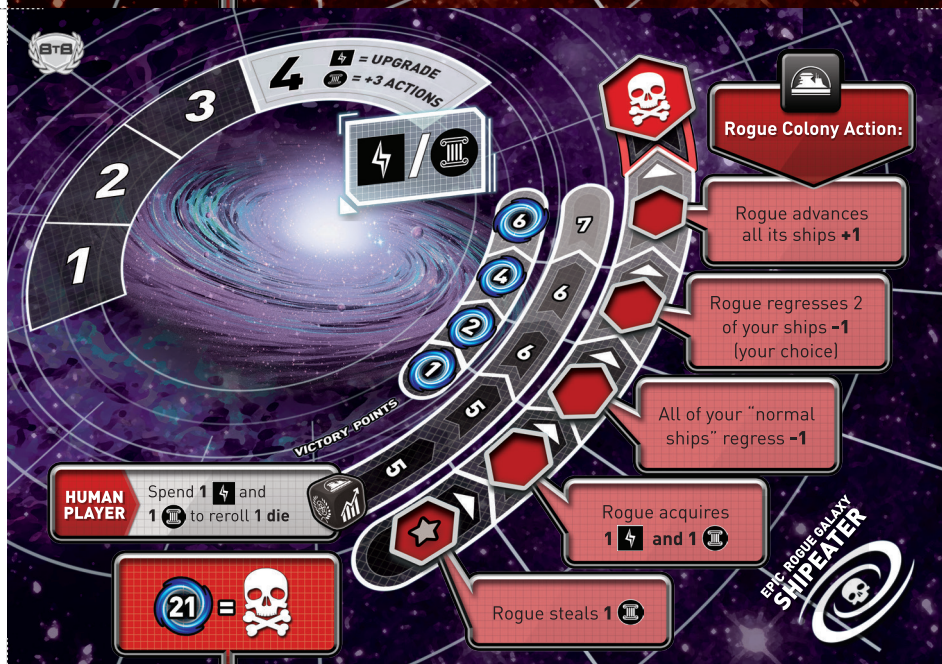 BTB
4 = UPGRADE
= +3 ACTIONS
3
2
1
/
Rogue Colony Action:
Rogue advances
all its ships +1
Rogue regresses 2
of your ships -1
(your choice)
All of your “normal
ships” regress -1
Rogue acquires
1 and 1
Rogue steals 1
6
4
2
1
VICTORY POINTS
7
6
6
5
5
HUMAN
PLAYER
Spend 1 and
1 to reroll 1 die
21 =
EPIC ROGUE GALAXY
SHIPEATER